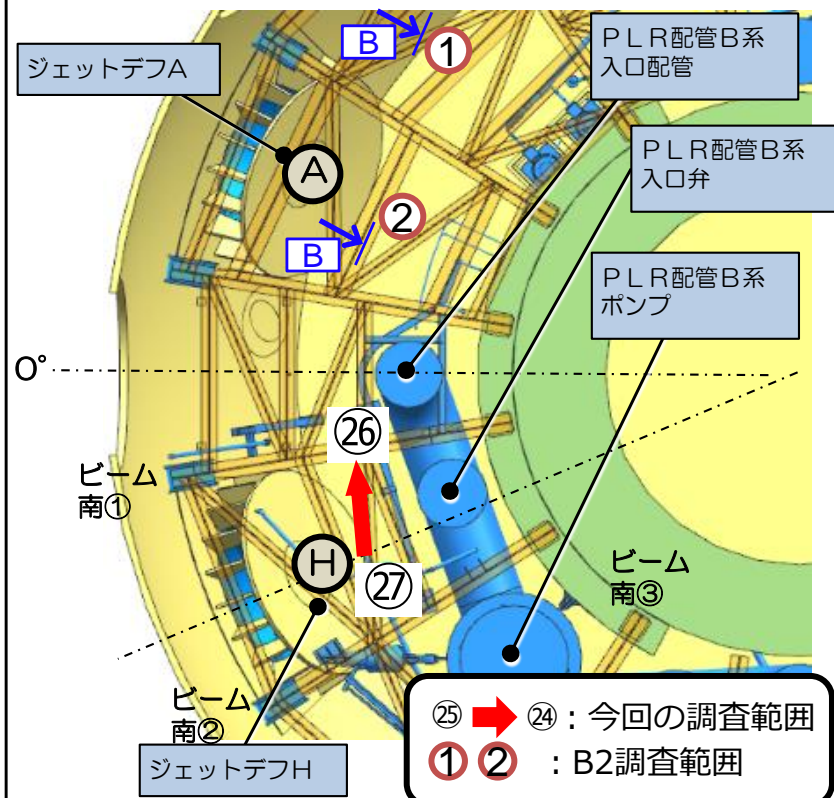 B
①
ＰＬＲ配管Ｂ系
入口配管
ジェットデフＡ
A
ＰＬＲ配管Ｂ系
入口弁
②
B
ＰＬＲ配管Ｂ系
ポンプ
0°
㉖
ビーム
南①
H
㉗
ビーム
南③
ビーム
南②
ジェットデフＨ
㉕ ➡ ㉔：今回の調査範囲
① ② ：B2調査範囲